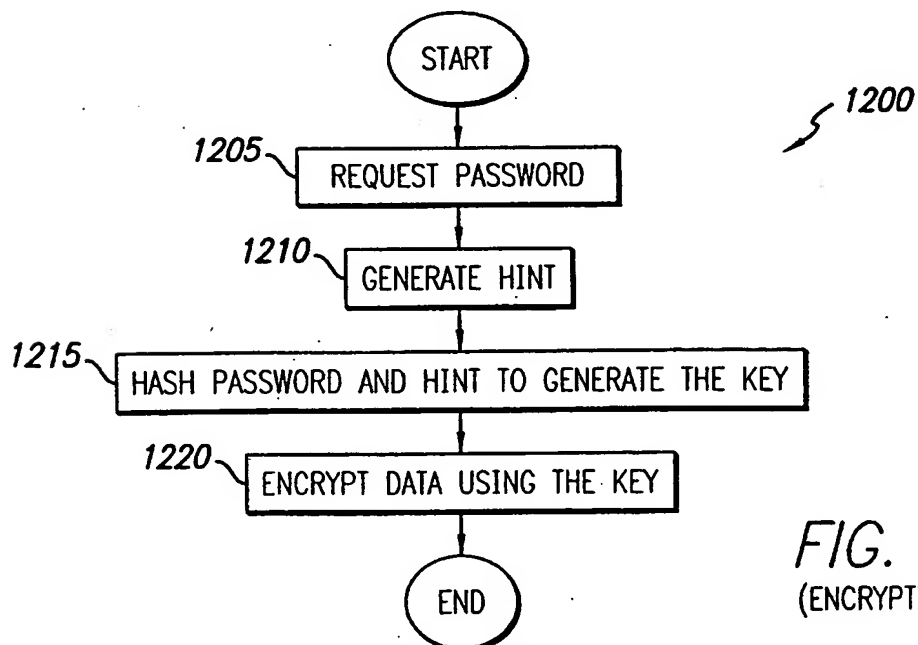 START
1200
1205
REQUEST PASSWORD
1210
GENERATE HINT
1215
HASH PASSWORD AND HINT TO GENERATE THE KEY
1220
ENCRYPT DATA USING THE KEY
END
FIG.
(ENCRYPT